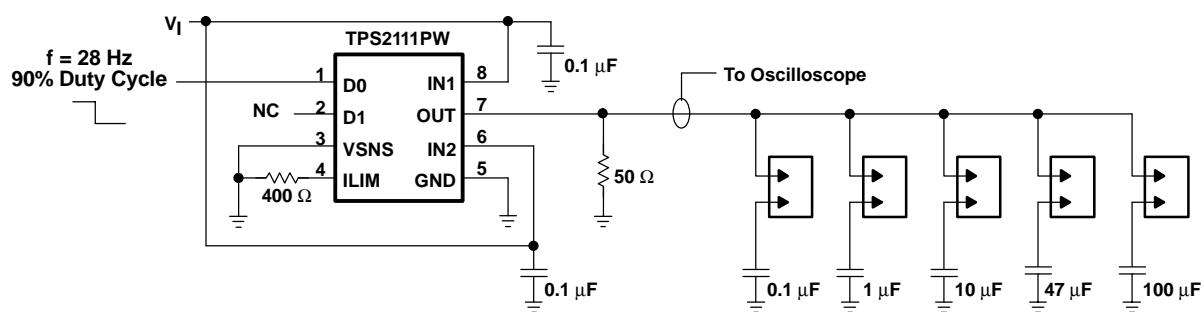 VI
TPS2111PW
f = 28 Hz
90% Duty Cycle
0.1 μF
To Oscilloscope
1 D0 IN1 8
NC 2 D1 OUT 7
3 VSNS IN2 6
4 ILIM GND 5
400 Ω
50 Ω
0.1 μF
0.1 μF
1 μF
10 μF
47 μF
100 μF